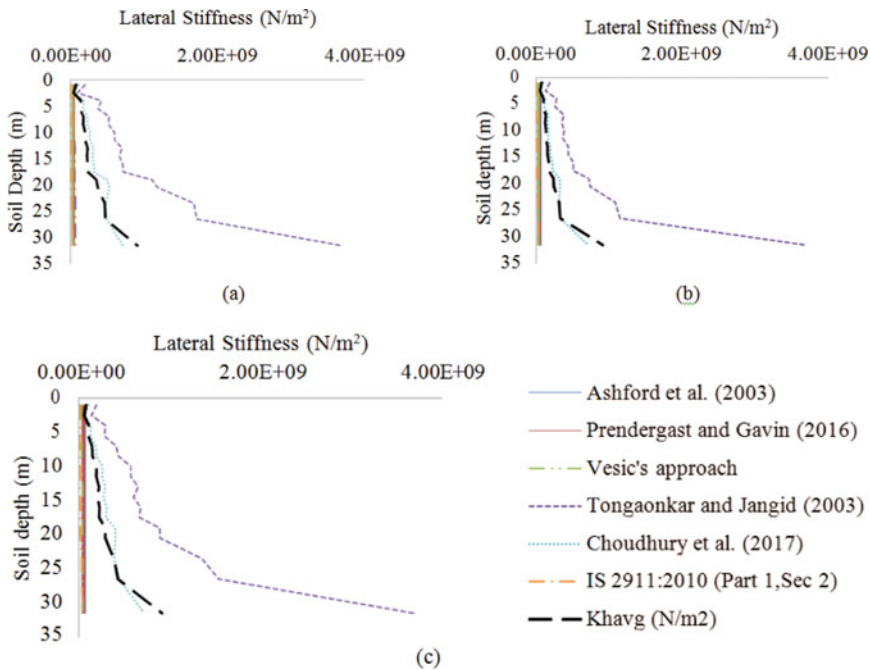 Lateral Stiffness (N/m²)
0.00E+00 2.00E+09 4.00E+09
0
5
10
15
20
25
30
35
Soil Depth (m)
(a)
Lateral Stiffness (N/m²)
0.00E+00 2.00E+09 4.00E+09
0
5
10
15
20
25
30
35
Soil depth (m)
(b)
Lateral Stiffness (N/m²)
0.00E+00 2.00E+09 4.00E+09
0
5
10
15
20
25
30
35
Soil depth (m)
(c)
Ashford et al. (2003)
Prendergast and Gavin (2016)
Vesic's approach
Tongaonkar and Jangid (2003)
Choudhury et al. (2017)
IS 2911:2010 (Part 1,Sec 2)
Khavg (N/m2)